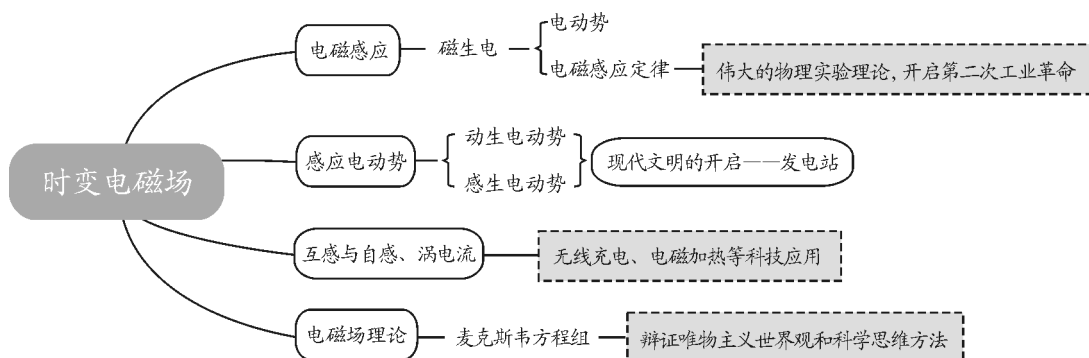 时变电磁场
电磁感应
磁生电
电动势
电磁感应定律
伟大的物理实验理论，开启第二次工业革命
感应电动势
动生电动势
感生电动势
现代文明的开启——发电站
互感与自感、涡电流
无线充电、电磁加热等科技应用
电磁场理论
麦克斯韦方程组
辩证唯物主义世界观和科学思维方法